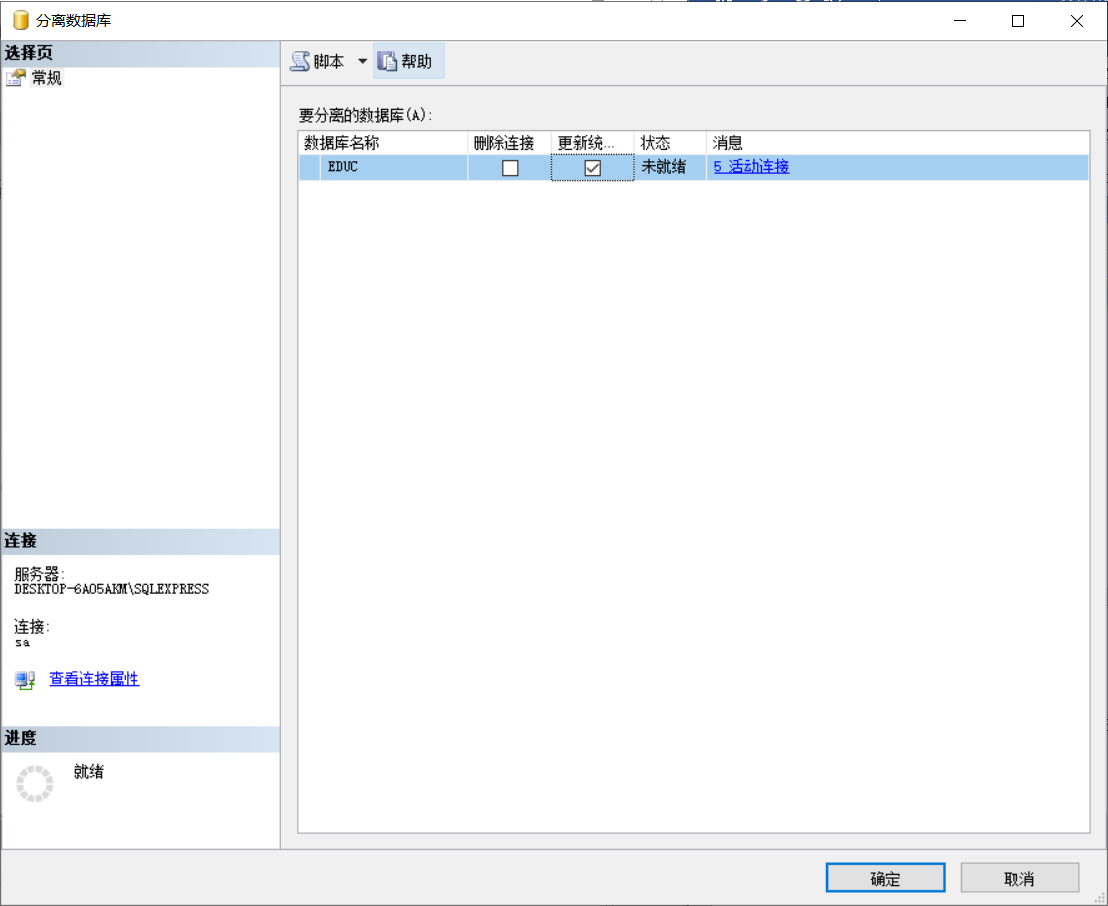 分离数据库
选择页
常规
脚本
帮助
要分离的数据库(A):
数据库名称 删除连接 更新统... 状态 消息
EDUC 未就绪 5 活动连接
连接
服务器:
DESKTOP-6AO5AKM\SQLEXPRESS
连接:
sa
查看连接属性
进度
就绪
确定 取消